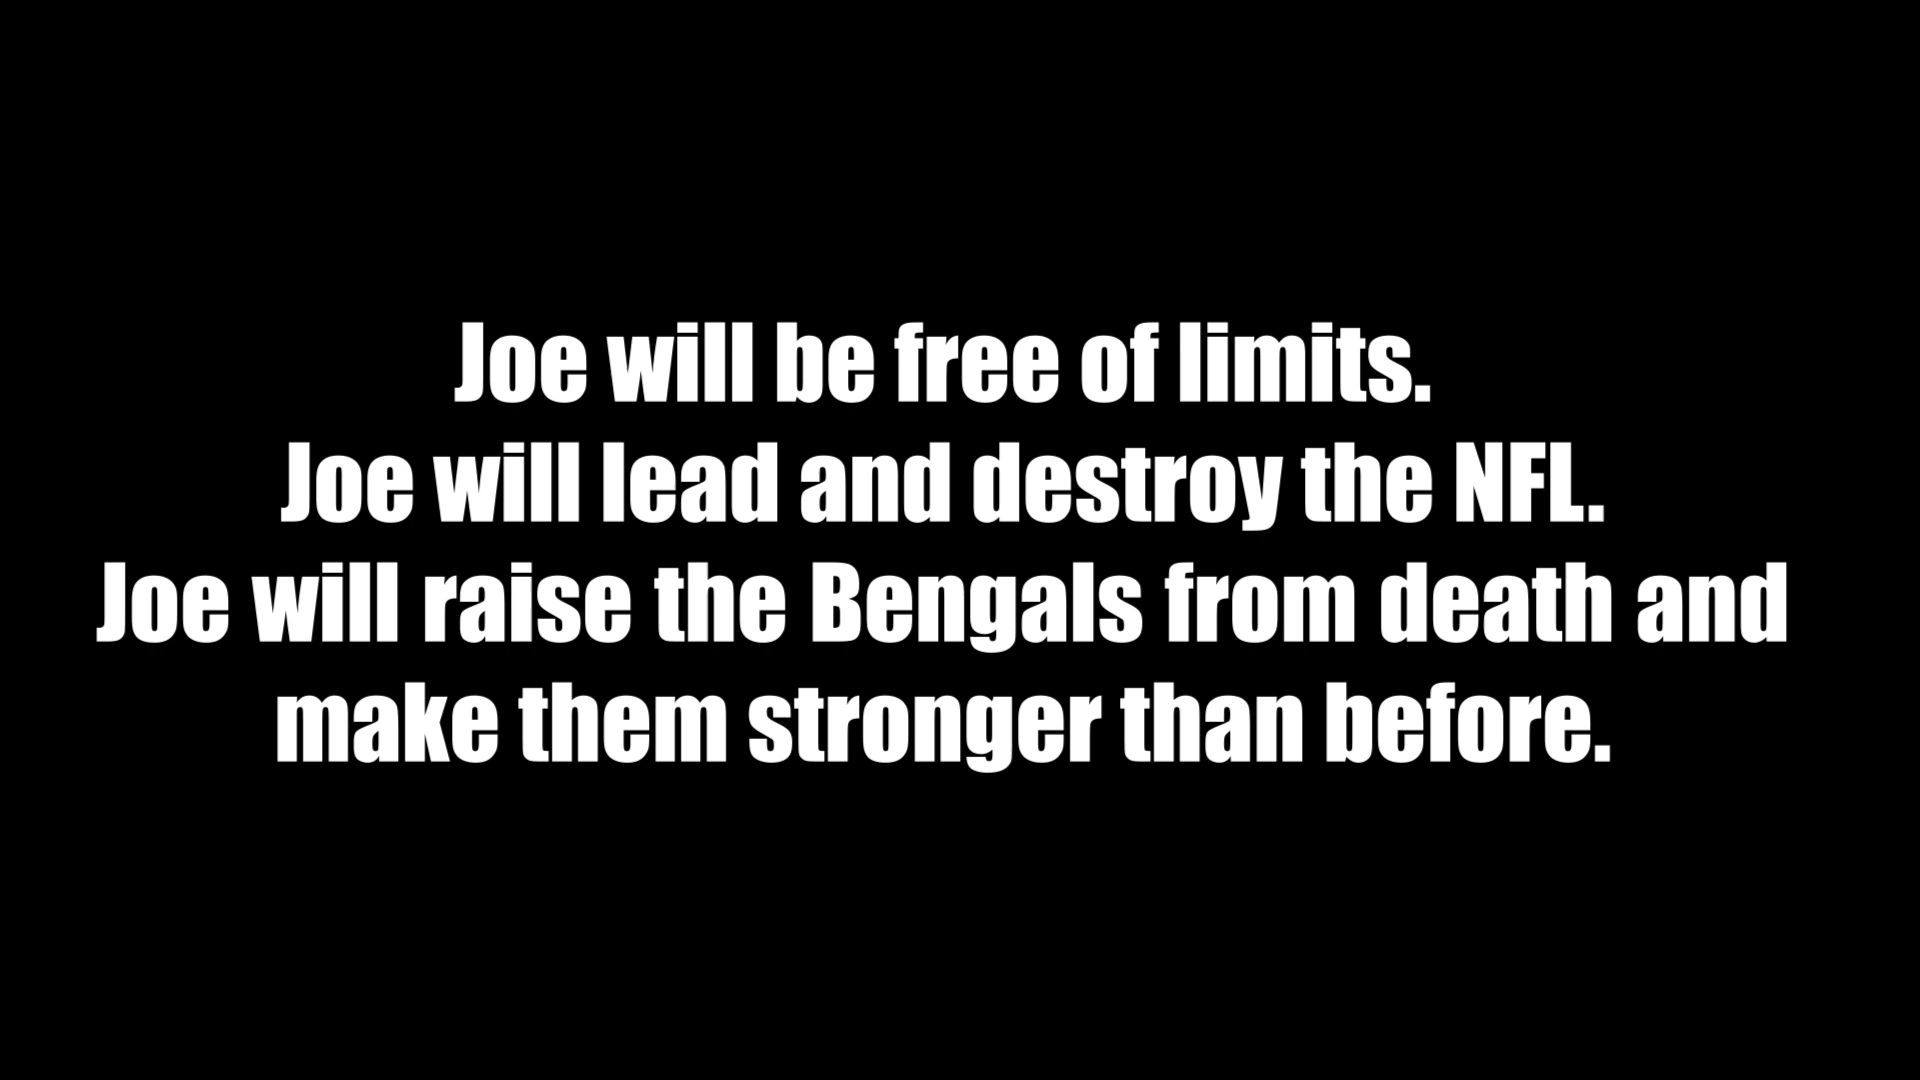 Joe will be free of limits.
Joe will lead and destroy the NFL.
Joe will raise the Bengals from death and
make them stronger than before.